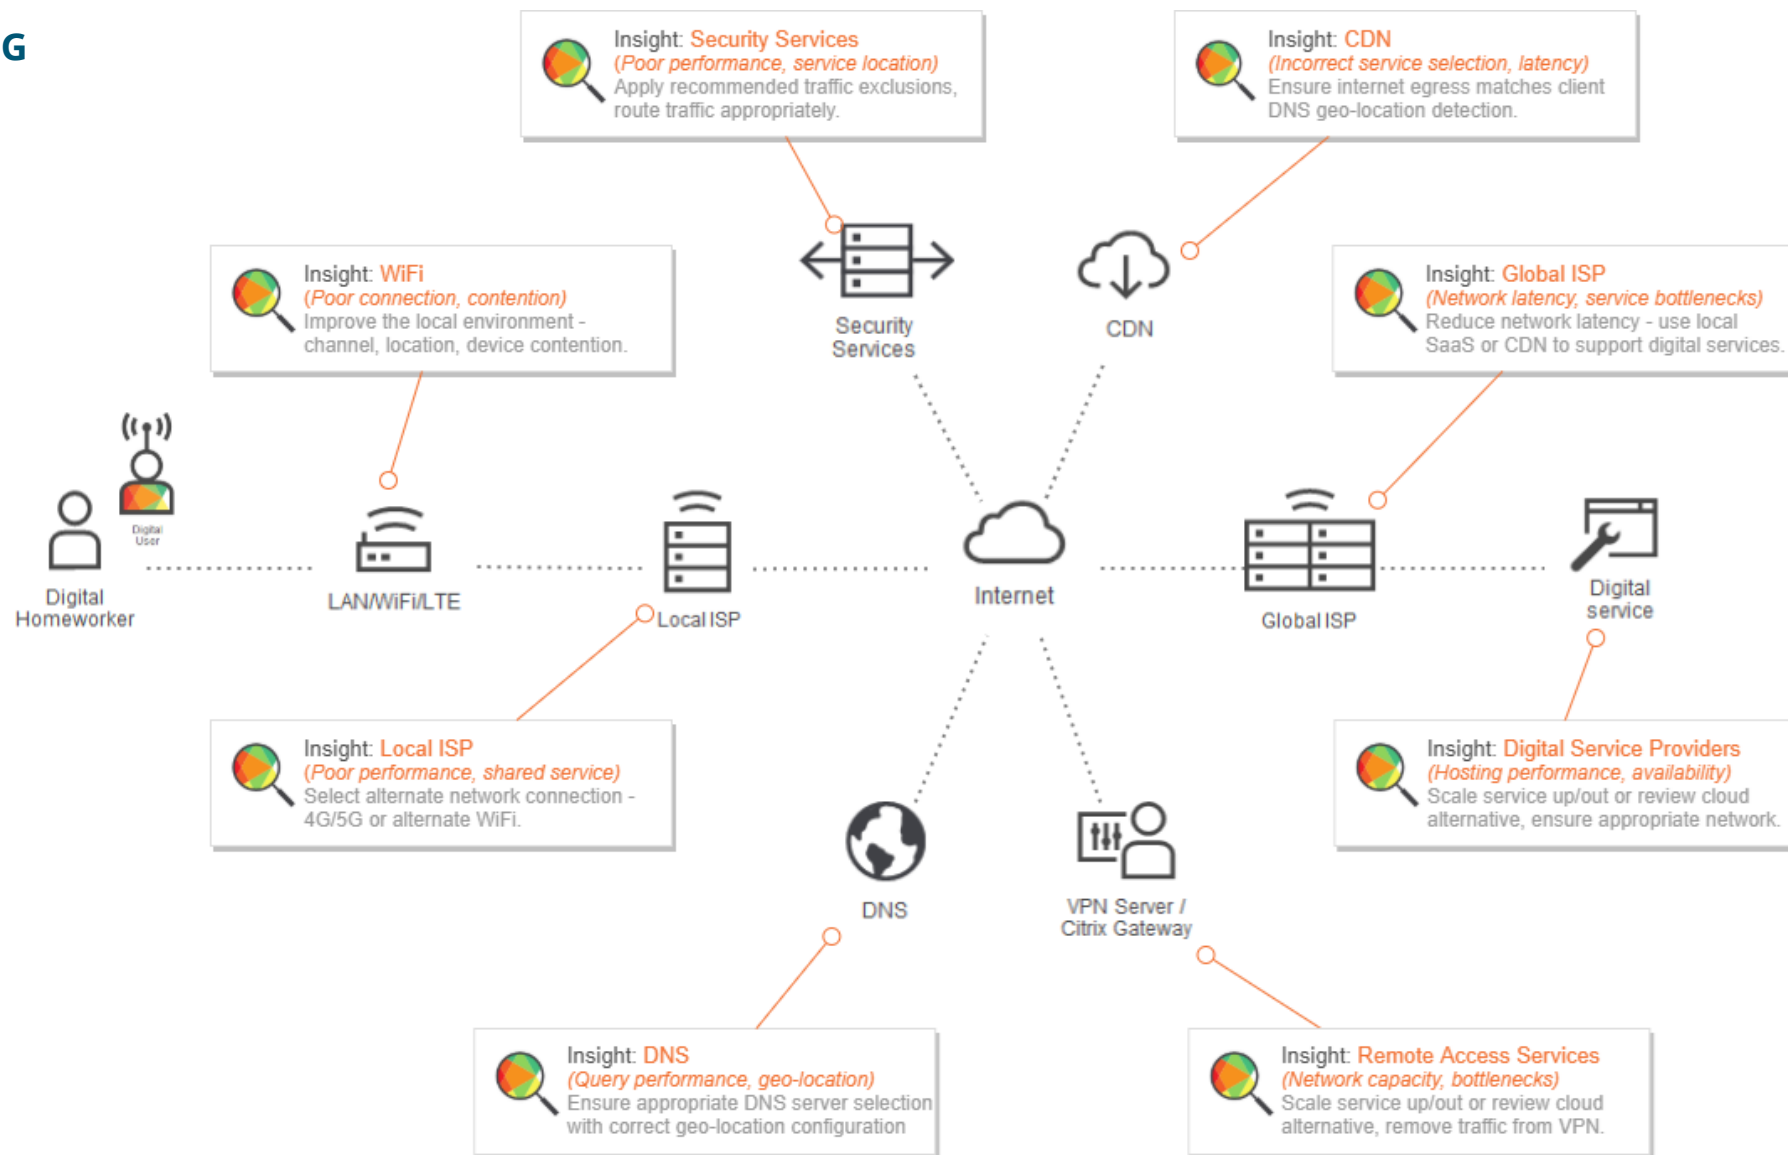 G
Insight: Security Services
(Poor performance, service location)
Apply recommended traffic exclusions,
route traffic appropriately.
Insight: CDN
(Incorrect service selection, latency)
Ensure internet egress matches client
DNS geo-location detection.
Insight: WiFi
(Poor connection, contention)
Improve the local environment -
channel, location, device contention.
Security
Services
CDN
Insight: Global ISP
(Network latency, service bottlenecks)
Reduce network latency - use local
SaaS or CDN to support digital services.
Digital
User
Digital
Homeworker
LAN/WiFi/LTE
Local ISP
Internet
Global ISP
Digital
service
Insight: Local ISP
(Poor performance, shared service)
Select alternate network connection -
4G/5G or alternate WiFi.
Insight: Digital Service Providers
(Hosting performance, availability)
Scale service up/out or review cloud
alternative, ensure appropriate network.
DNS
VPN Server /
Citrix Gateway
Insight: DNS
(Query performance, geo-location)
Ensure appropriate DNS server selection
with correct geo-location configuration
Insight: Remote Access Services
(Network capacity, bottlenecks)
Scale service up/out or review cloud
alternative, remove traffic from VPN.